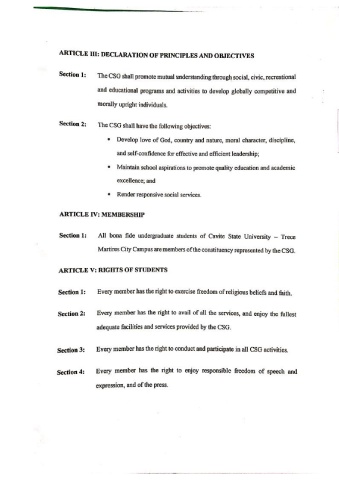 ARTICLE III: DECLARATION OF PRINCIPLES AND OBJECTIVES
Section 1: The CSG shall promote mutual understanding through social, civic, recreational
and educational programs and activities to develop globally competitive and
morally upright individuals.
Section 2: The CSG shall have the following objectives:
• Develop love of God, country and nature, moral character, discipline,
and self-confidence for effective and efficient leadership;
• Maintain school aspirations to promote quality education and academic
excellence; and
• Render responsive social services.
ARTICLE IV: MEMBERSHIP
Section 1: All bona fide undergraduate students of Cavite State University – Trece
Martires City Campus are members of the constituency represented by the CSG.
ARTICLE V: RIGHTS OF STUDENTS
Section 1: Every member has the right to exercise freedom of religious beliefs and faith.
Section 2: Every member has the right to avail of all the services, and enjoy the fullest
adequate facilities and services provided by the CSG.
Section 3: Every member has the right to conduct and participate in all CSG activities.
Section 4: Every member has the right to enjoy responsible freedom of speech and
expression, and of the press.